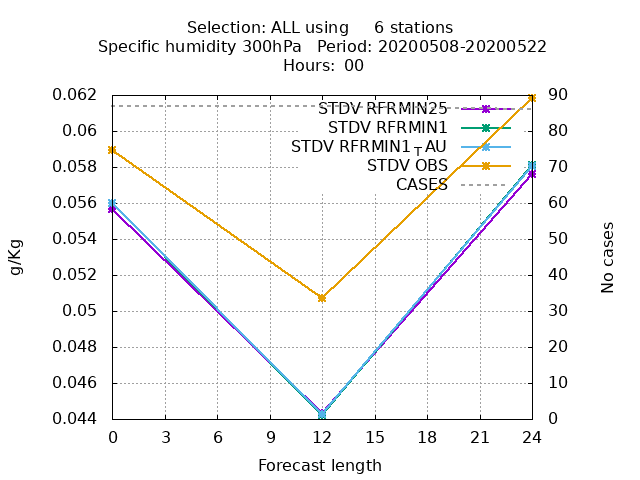 Selection: ALL using     6 stations
Specific humidity 300hPa   Period: 20200508-20200522
Hours: 00
0.062
0.06
0.058
0.056
0.054
0.052
0.05
0.048
0.046
0.044
g/Kg
STDV RFRMIN25
STDV RFRMIN1
STDV RFRMIN1_TAU
STDV OBS
CASES
90
80
70
60
50
40
30
20
10
0
No cases
0 3 6 9 12 15 18 21 24
Forecast length